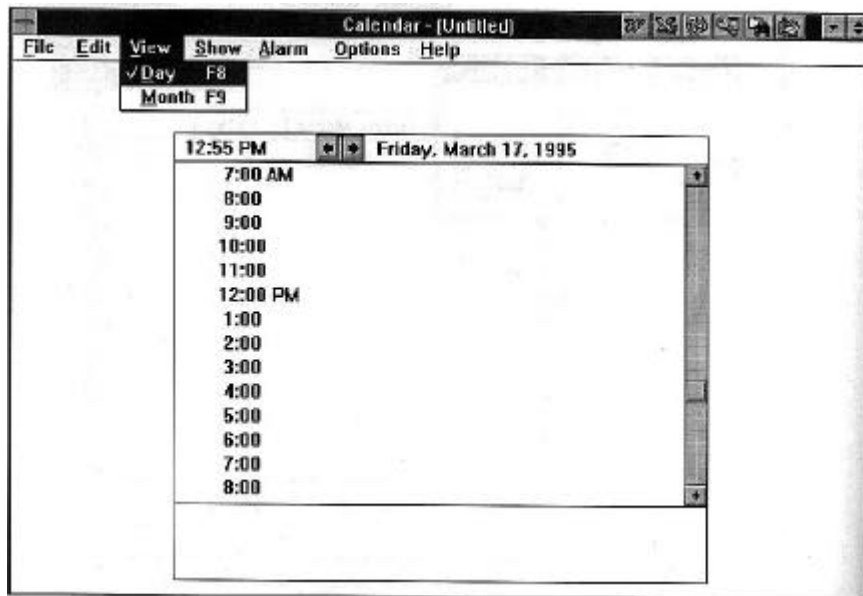 Calendar - (Untitled)
File Edit View Show Alarm Options Help
✓Day F8
Month F9
12:55 PM Friday, March 17, 1995
7:00 AM
8:00
9:00
10:00
11:00
12:00 PM
1:00
2:00
3:00
4:00
5:00
6:00
7:00
8:00